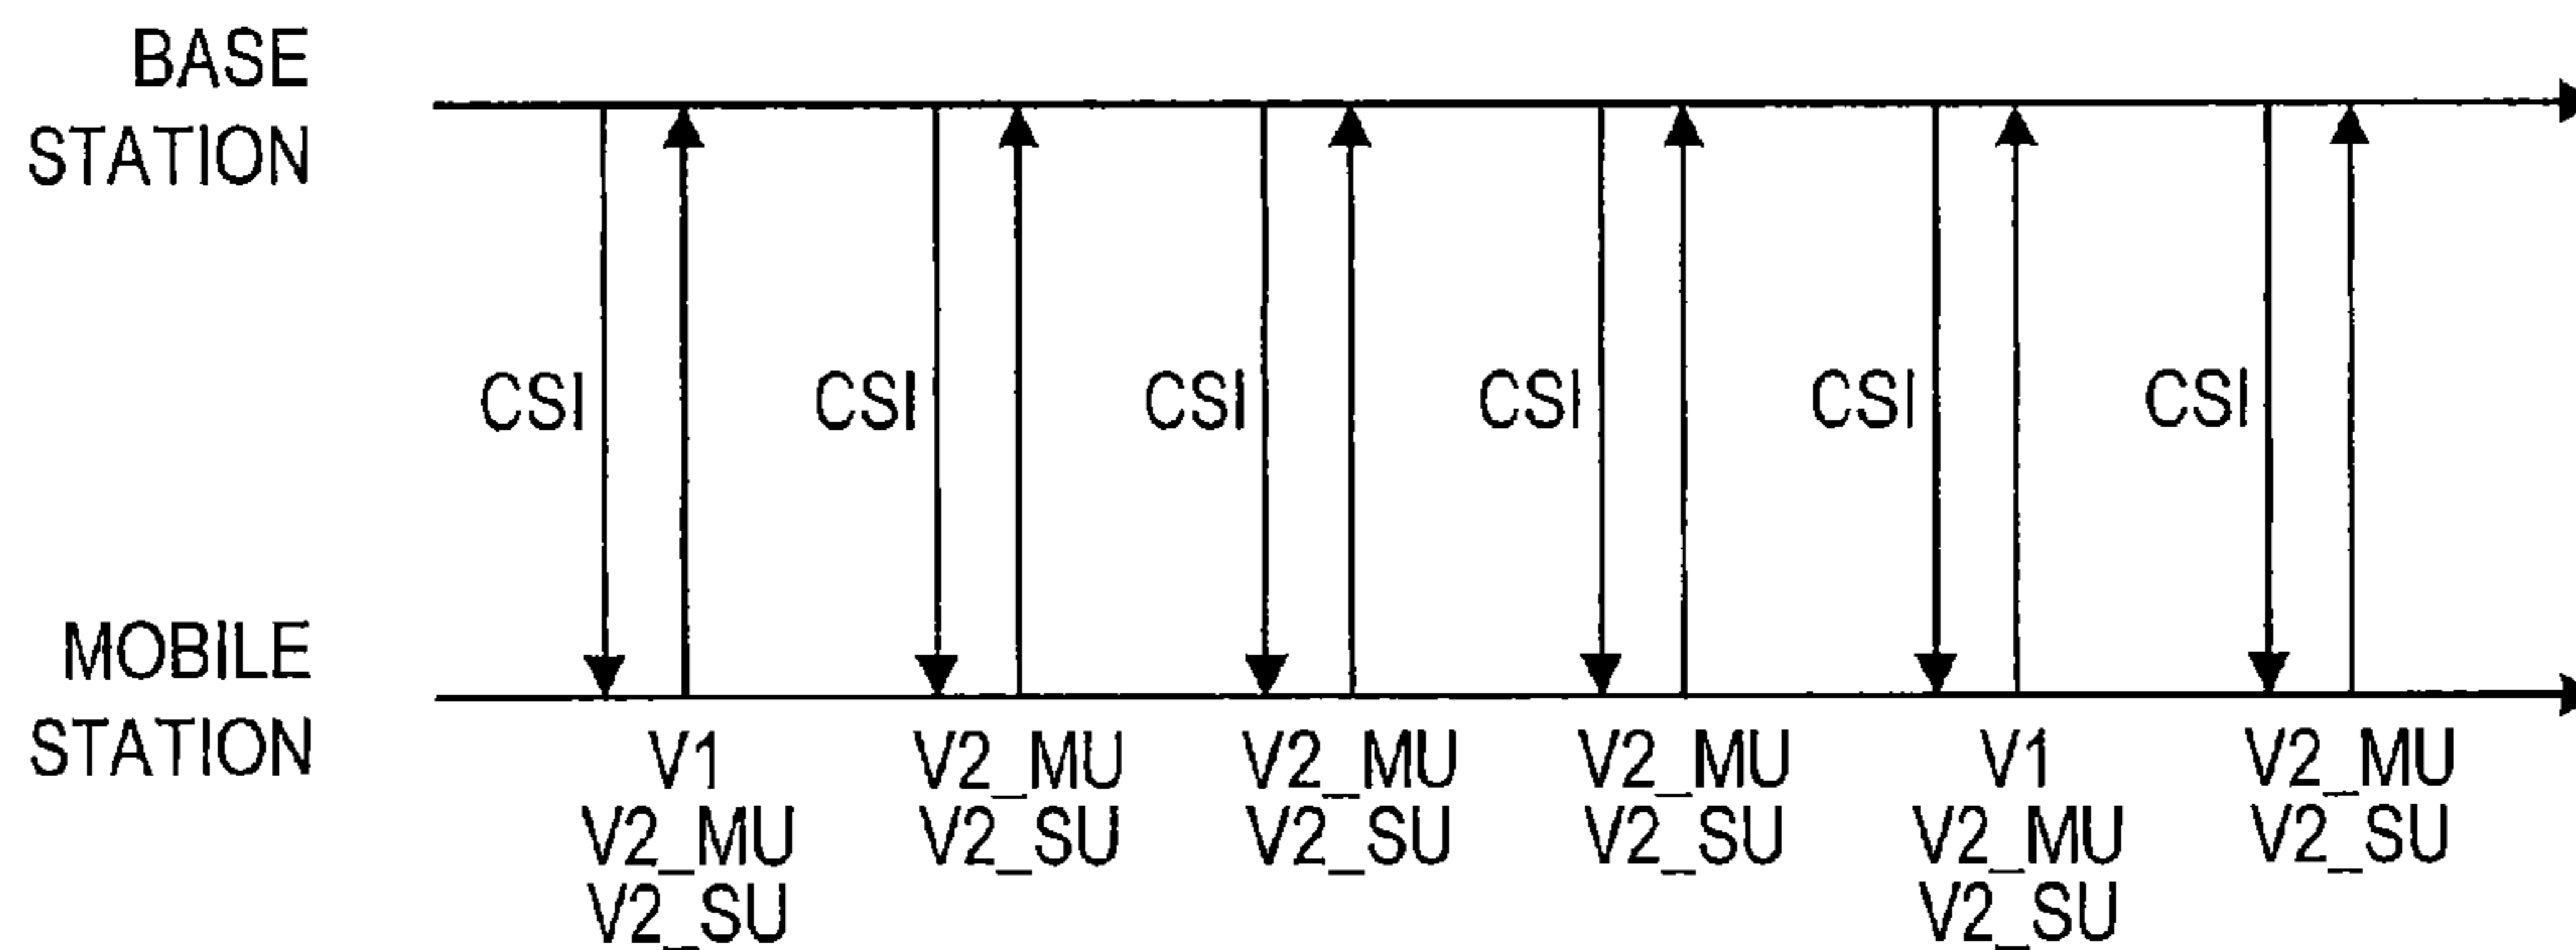 BASE
STATION
CSI
CSI
CSI
CSI
CSI
CSI
MOBILE
STATION
V1
V2_MU
V2_SU
V2_MU
V2_SU
V2_MU
V2_SU
V2_MU
V2_SU
V1
V2_MU
V2_SU
V2_MU
V2_SU